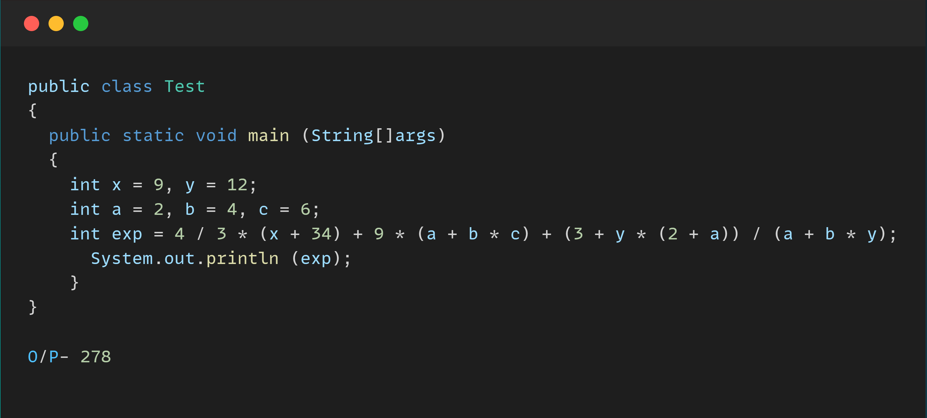 public class Test
{
  public static void main (String[]args)
  {
    int x = 9, y = 12;
    int a = 2, b = 4, c = 6;
    int exp = 4 / 3 * (x + 34) + 9 * (a + b * c) + (3 + y * (2 + a)) / (a + b * y);
      System.out.println (exp);
    }
}
O/P- 278